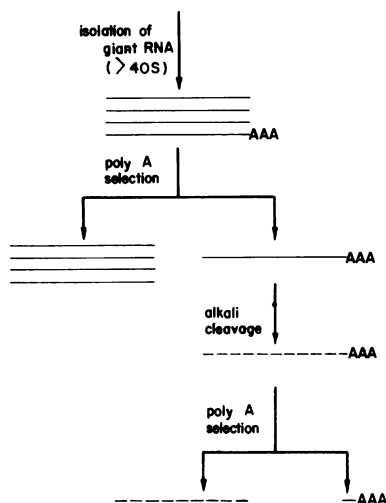 isolation of
giant RNA
(>40S)
AAA
poly A
selection
AAA
alkali
cleavage
AAA
poly A
selection
AAA